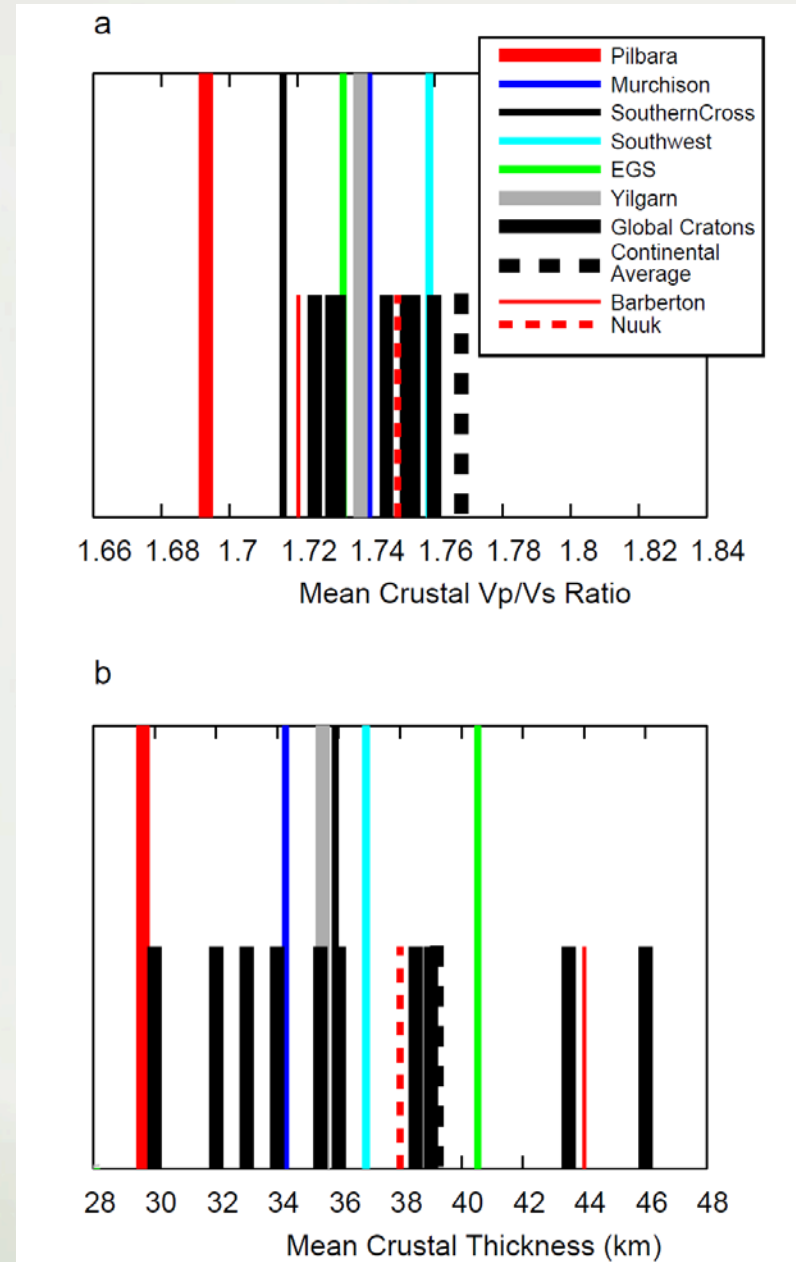 a
Pilbara
Murchison
SouthernCross
Southwest
EGS
Yilgarn
Global Cratons
Continental
Average
Barberton
Nuuk
1.66 1.68 1.7 1.72 1.74 1.76 1.78 1.8 1.82 1.84
Mean Crustal Vp/Vs Ratio
b
28 30 32 34 36 38 40 42 44 46 48
Mean Crustal Thickness (km)